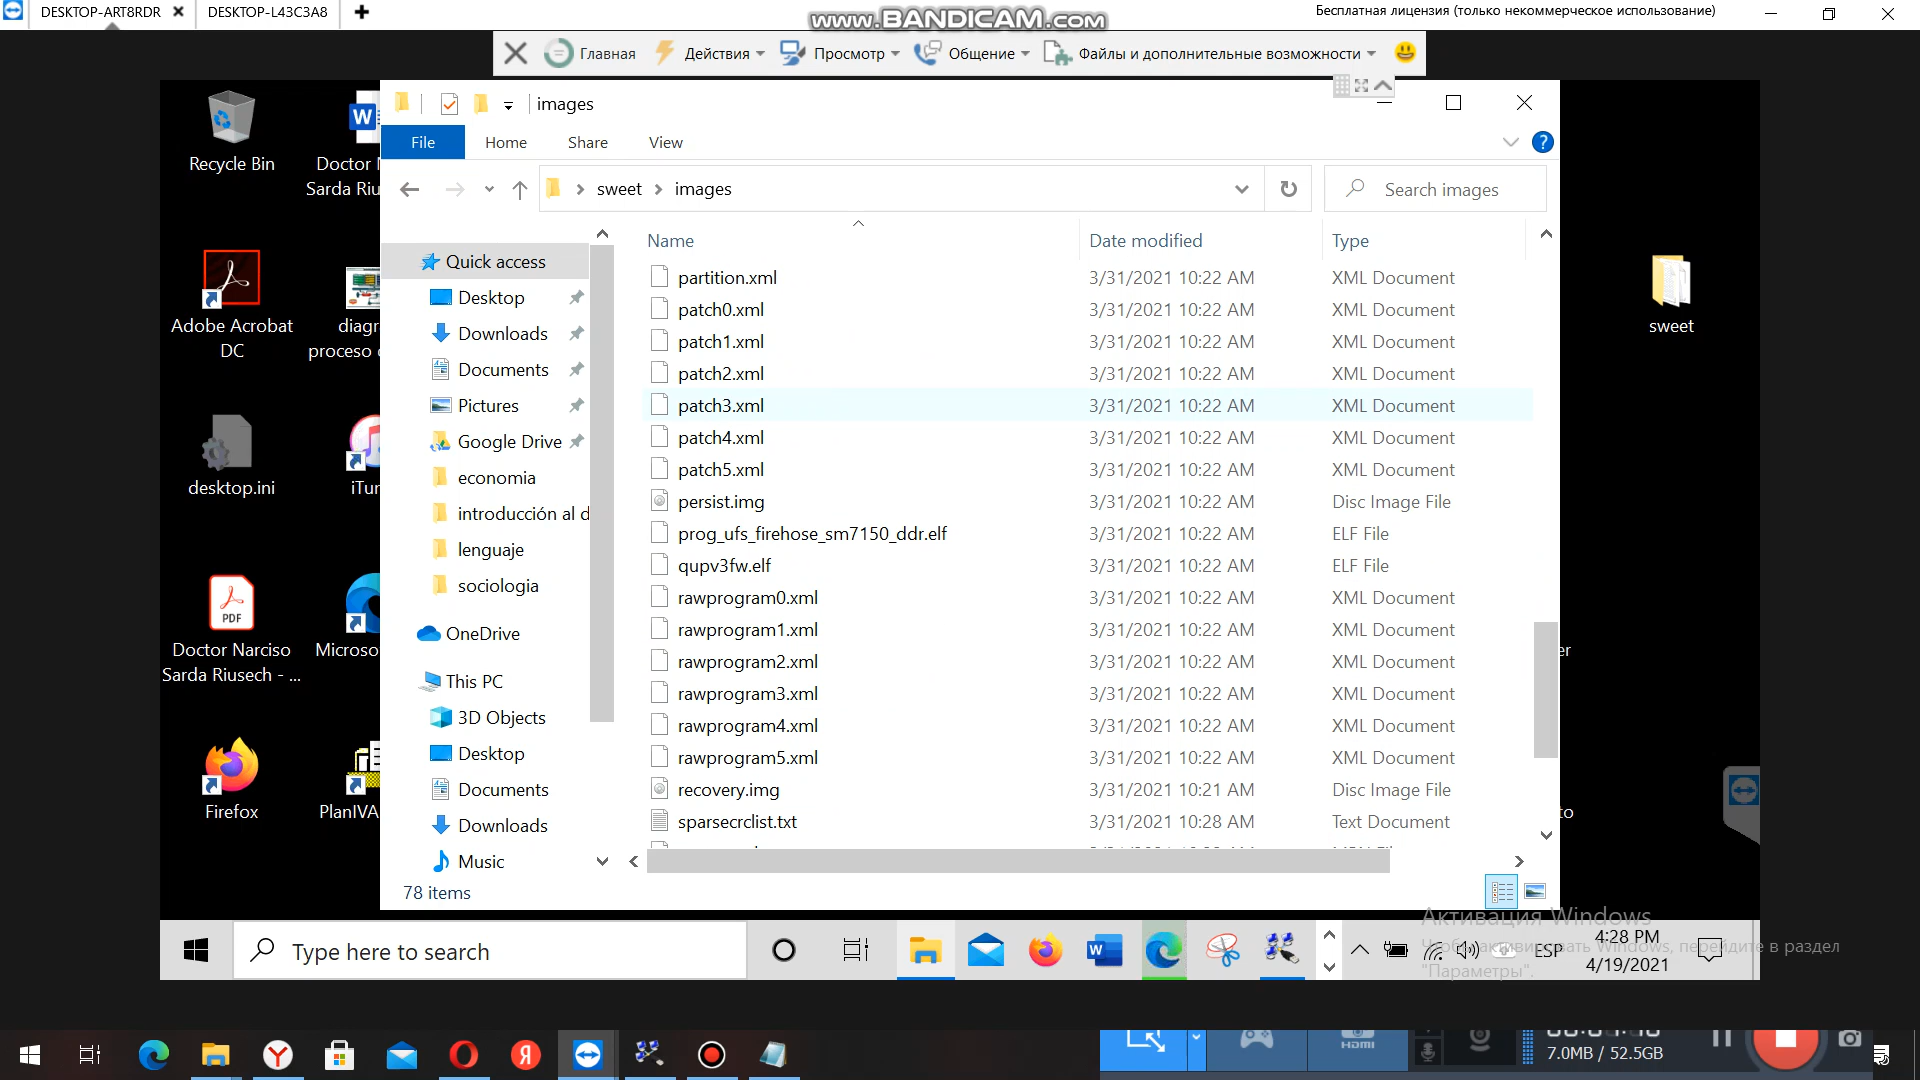 DESKTOP-ART8RDR
DESKTOP-L43C3A8
www.BANDICAM.com
Бесплатная лицензия (только некоммерческое использование)
Главная
Действия
Просмотр
Общение
Файлы и дополнительные возможности
images
File
Home
Share
View
sweet
images
Search images
Name
Date modified
Type
Quick access
Desktop
Downloads
Documents
Pictures
Google Drive
economia
introducción al d
lenguaje
sociologia
OneDrive
This PC
3D Objects
Desktop
Documents
Downloads
Music
partition.xml 3/31/2021 10:22 AM XML Document
patch0.xml 3/31/2021 10:22 AM XML Document
patch1.xml 3/31/2021 10:22 AM XML Document
patch2.xml 3/31/2021 10:22 AM XML Document
patch3.xml 3/31/2021 10:22 AM XML Document
patch4.xml 3/31/2021 10:22 AM XML Document
patch5.xml 3/31/2021 10:22 AM XML Document
persist.img 3/31/2021 10:22 AM Disc Image File
prog_ufs_firehose_sm7150_ddr.elf 3/31/2021 10:22 AM ELF File
qupv3fw.elf 3/31/2021 10:22 AM ELF File
rawprogram0.xml 3/31/2021 10:22 AM XML Document
rawprogram1.xml 3/31/2021 10:22 AM XML Document
rawprogram2.xml 3/31/2021 10:22 AM XML Document
rawprogram3.xml 3/31/2021 10:22 AM XML Document
rawprogram4.xml 3/31/2021 10:22 AM XML Document
rawprogram5.xml 3/31/2021 10:22 AM XML Document
recovery.img 3/31/2021 10:21 AM Disc Image File
sparsecrclist.txt 3/31/2021 10:28 AM Text Document
78 items
Recycle Bin
Doctor N
Sarda Riu
Adobe Acrobat
DC
diagr
proceso
desktop.ini
iTur
PDF
Doctor Narciso
Sarda Riusech - ...
Microso
Firefox
PlanIVA
sweet
er
to
Активация Windows
Чтобы активировать Windows, перейдите в раздел
"Параметры".
Type here to search
ESP
4:28 PM
4/19/2021
HDMI
7.0MB / 52.5GB